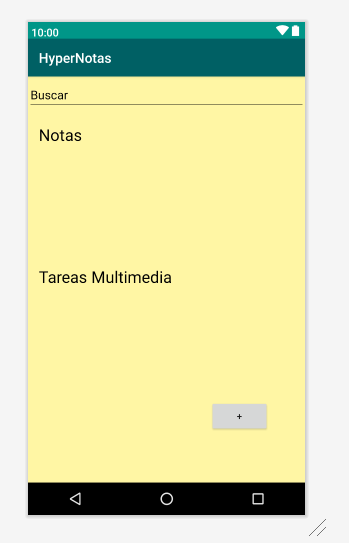 10:00
HyperNotas
Buscar
Notas
Tareas Multimedia
+